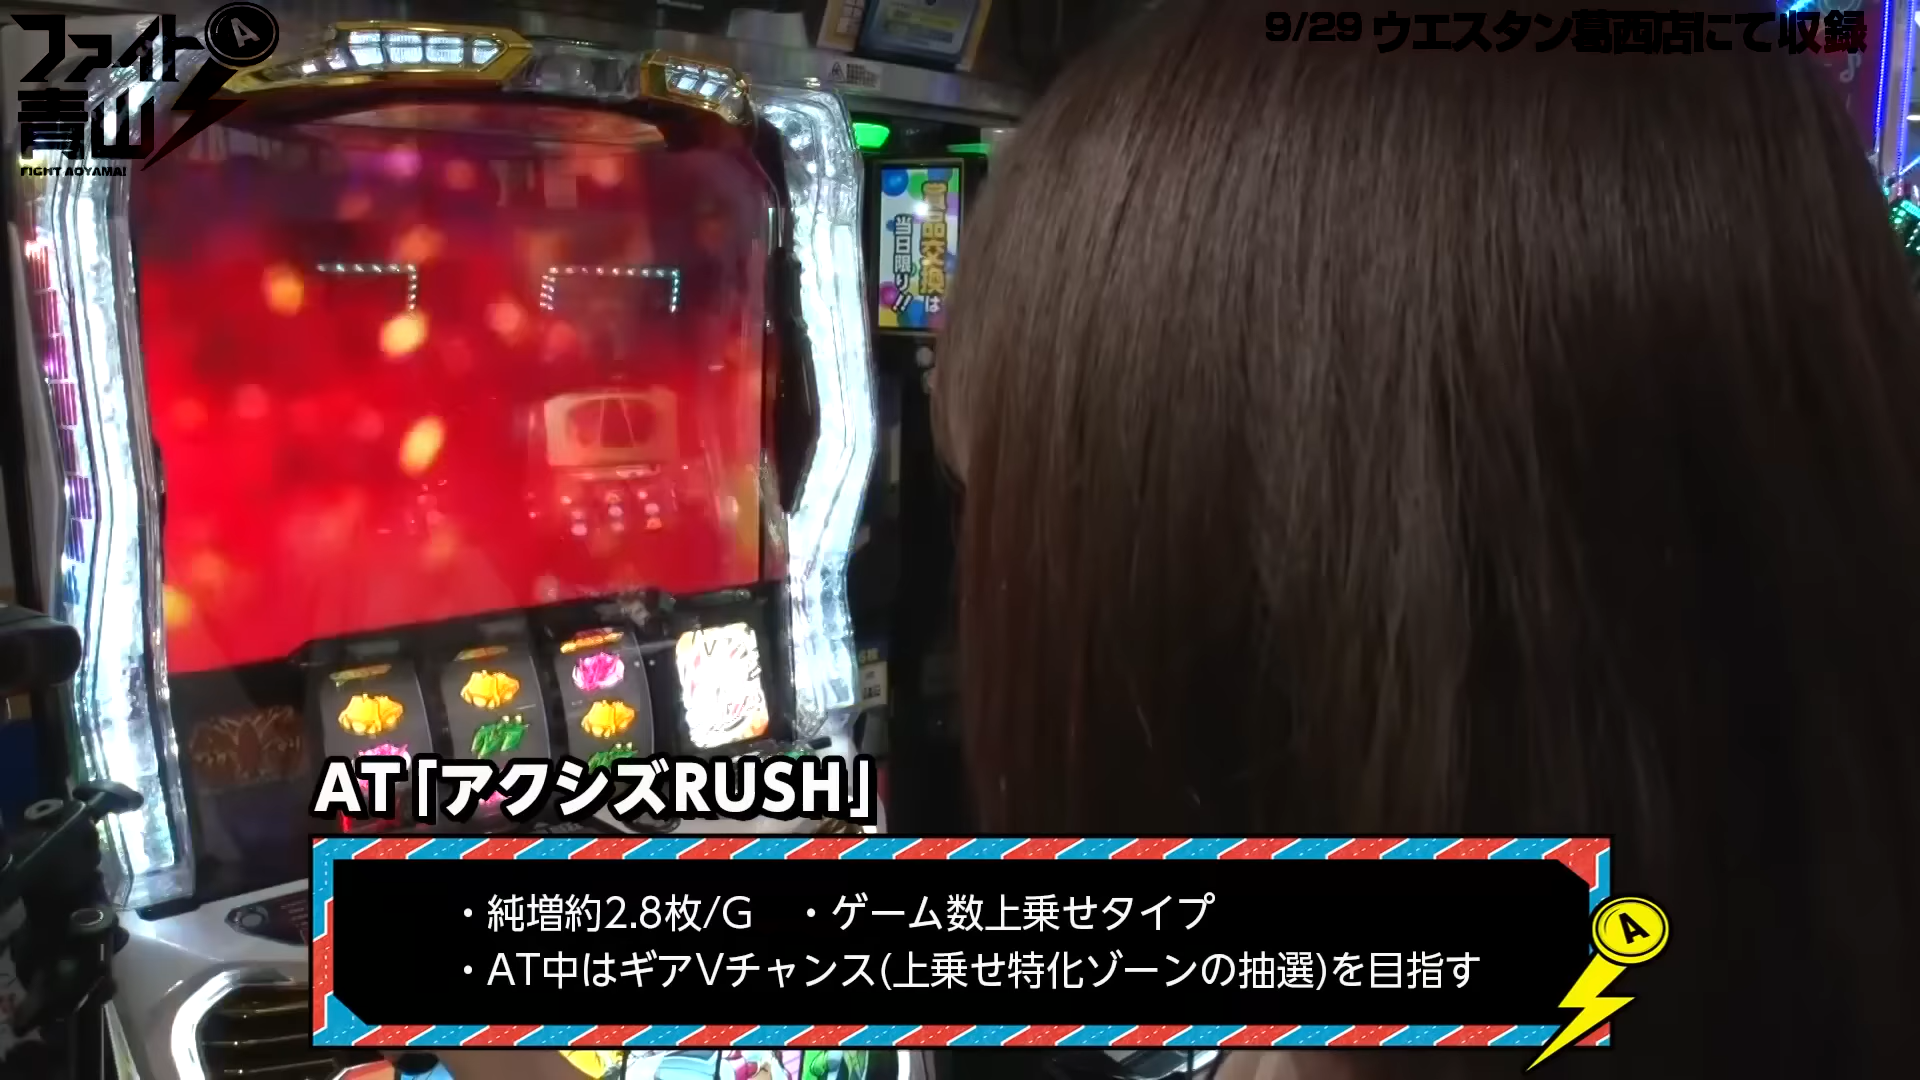 ファイト
A
青山
FIGHT AOYAMA!
9/29 ウエスタン葛西店にて収録
賞品交換は
当日限り!!
AT「アクシズRUSH」
・純増約2.8枚/G ・ゲーム数上乗せタイプ
・AT中はギアVチャンス(上乗せ特化ゾーンの抽選)を目指す
A